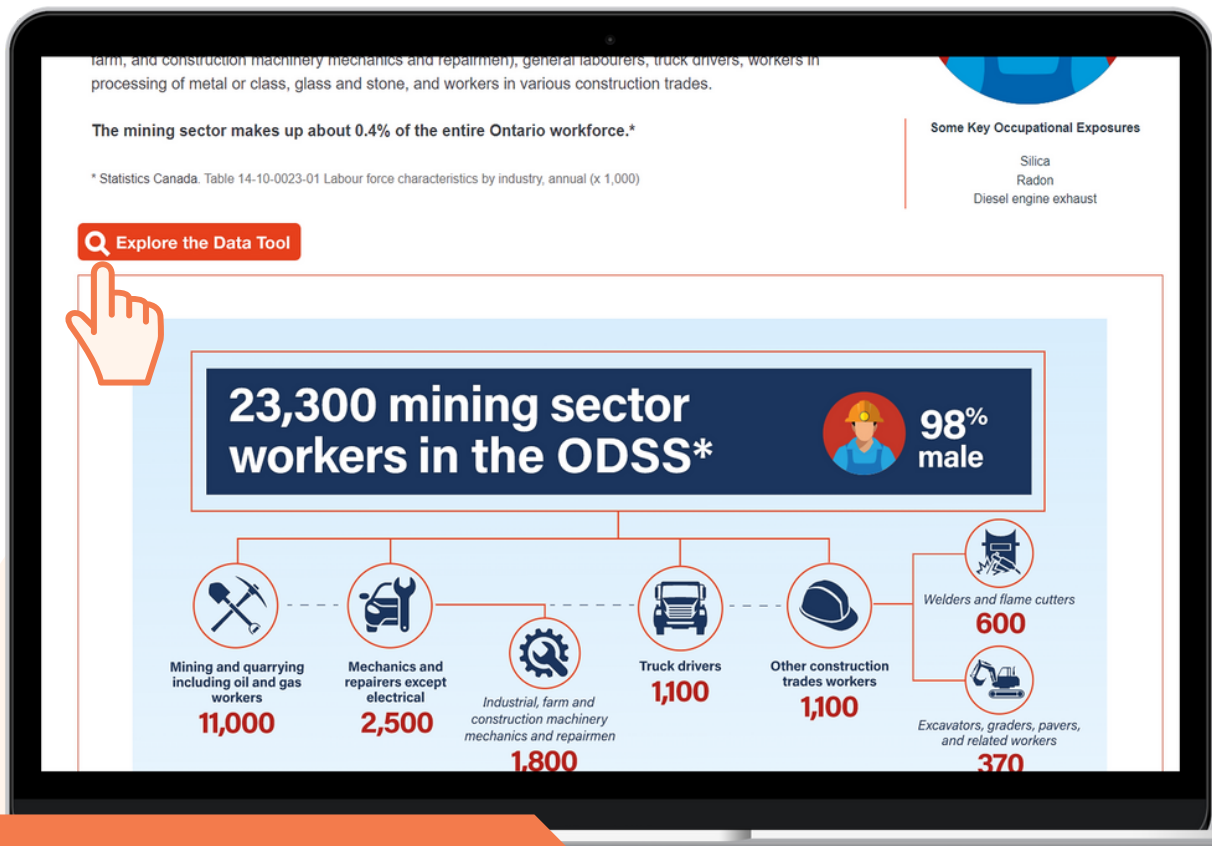 farm, and construction machinery mechanics and repairmen), general labourers, truck drivers, workers in
processing of metal or class, glass and stone, and workers in various construction trades.
The mining sector makes up about 0.4% of the entire Ontario workforce.*
* Statistics Canada. Table 14-10-0023-01 Labour force characteristics by industry, annual (x 1,000)
Some Key Occupational Exposures
Silica
Radon
Diesel engine exhaust
Explore the Data Tool
23,300 mining sector
workers in the ODSS*
98%
male
Mining and quarrying
including oil and gas
workers
11,000
Mechanics and
repairers except
electrical
2,500
Industrial, farm and
construction machinery
mechanics and repairmen
1,800
Truck drivers
1,100
Other construction
trades workers
1,100
Welders and flame cutters
600
Excavators, graders, pavers,
and related workers
370